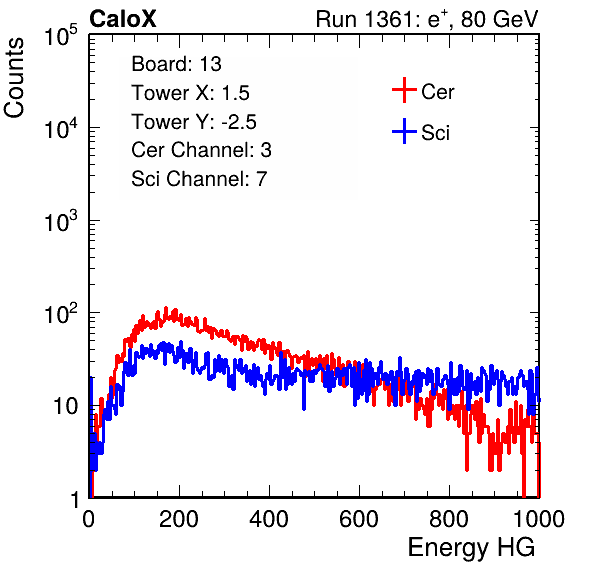 CaloX Run 1361: e⁺, 80 GeV
Counts
10⁵
10⁴
10³
10²
10
1
Board: 13
Tower X: 1.5
Tower Y: -2.5
Cer Channel: 3
Sci Channel: 7
Cer
Sci
0 200 400 600 800 1000
Energy HG